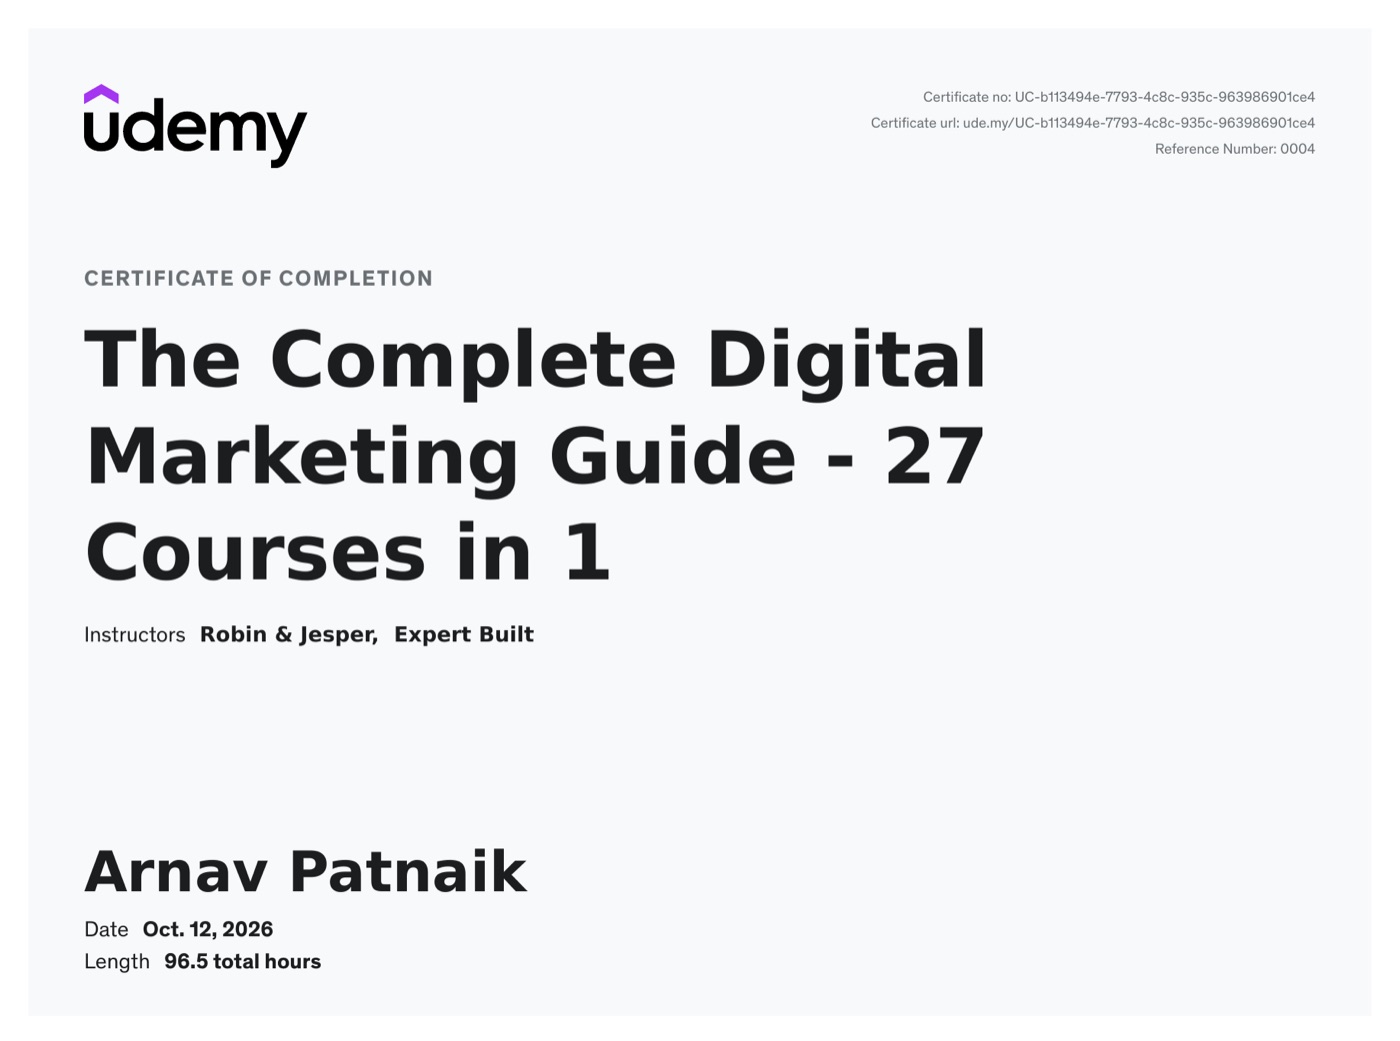 udemy
Certificate no: UC-b113494e-7793-4c8c-935c-963986901ce4
Certificate url: ude.my/UC-b113494e-7793-4c8c-935c-963986901ce4
Reference Number: 0004
CERTIFICATE OF COMPLETION
The Complete Digital
Marketing Guide - 27
Courses in 1
Instructors Robin & Jesper, Expert Built
Arnav Patnaik
Date Oct. 12, 2026
Length 96.5 total hours